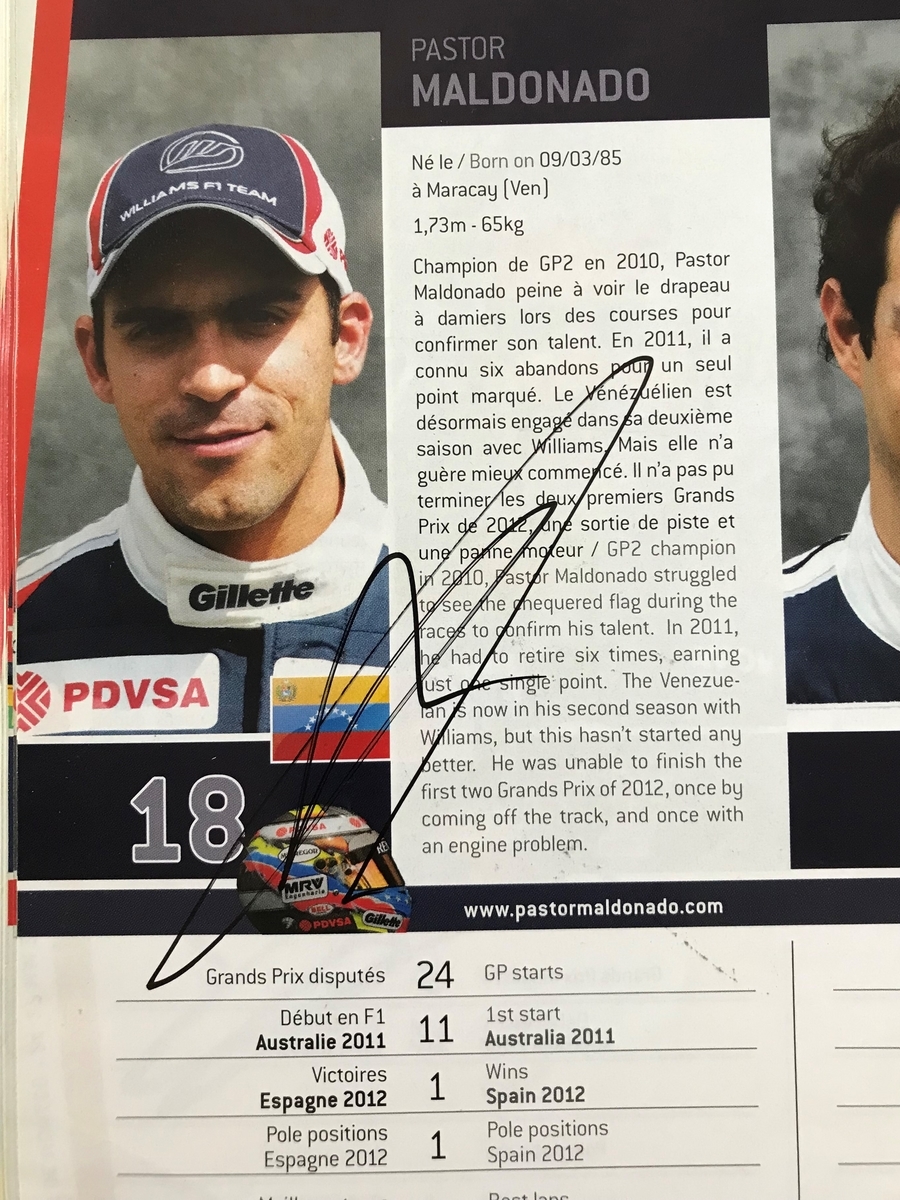 PASTOR
MALDONADO
WILLIAMS F1 TEAM
Gillette
PDVSA
18
PDVSA
MRV
Engenharia
BELL
PDVSA
Gillette
Né le / Born on 09/03/85
à Maracay (Ven)
1,73m - 65kg
Champion de GP2 en 2010, Pastor
Maldonado peine à voir le drapeau
à damiers lors des courses pour
confirmer son talent. En 2011, il a
connu six abandons pour un seul
point marqué. Le Vénézuélien est
désormais engagé dans sa deuxième
saison avec Williams. Mais elle n'a
guère mieux commencé. Il n'a pas pu
terminer les deux premiers Grands
Prix de 2012, une sortie de piste et
une panne moteur / GP2 champion
in 2010, Pastor Maldonado struggled
to see the chequered flag during the
races to confirm his talent. In 2011,
he had to retire six times, earning
just one single point. The Venezue-
lan is now in his second season with
Williams, but this hasn't started any
better. He was unable to finish the
first two Grands Prix of 2012, once by
coming off the track, and once with
an engine problem.
www.pastormaldonado.com
Grands Prix disputés 24 GP starts
Début en F1 11 1st start
Australie 2011 Australia 2011
Victoires 1 Wins
Espagne 2012 Spain 2012
Pole positions 1 Pole positions
Espagne 2012 Spain 2012